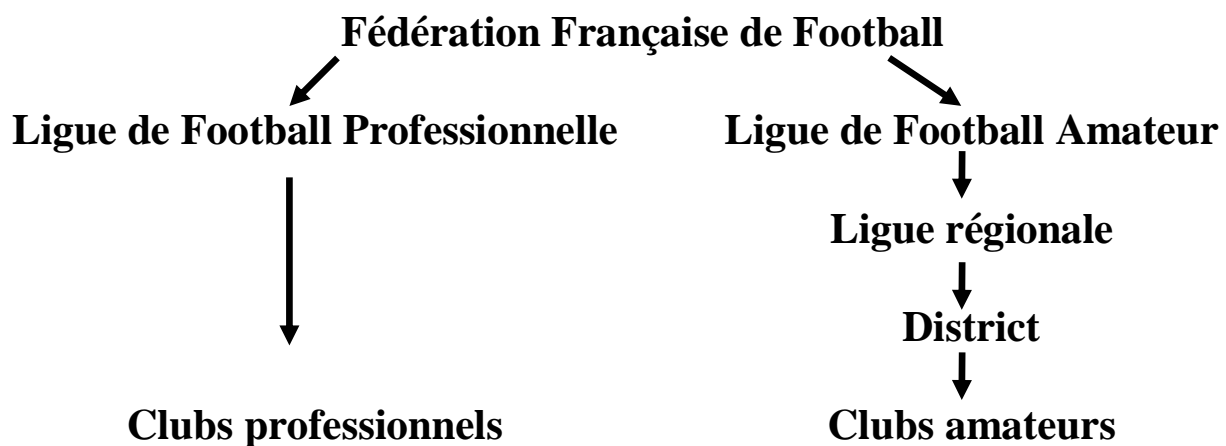 Fédération Française de Football
Ligue de Football Professionnelle
Ligue de Football Amateur
Ligue régionale
District
Clubs professionnels
Clubs amateurs